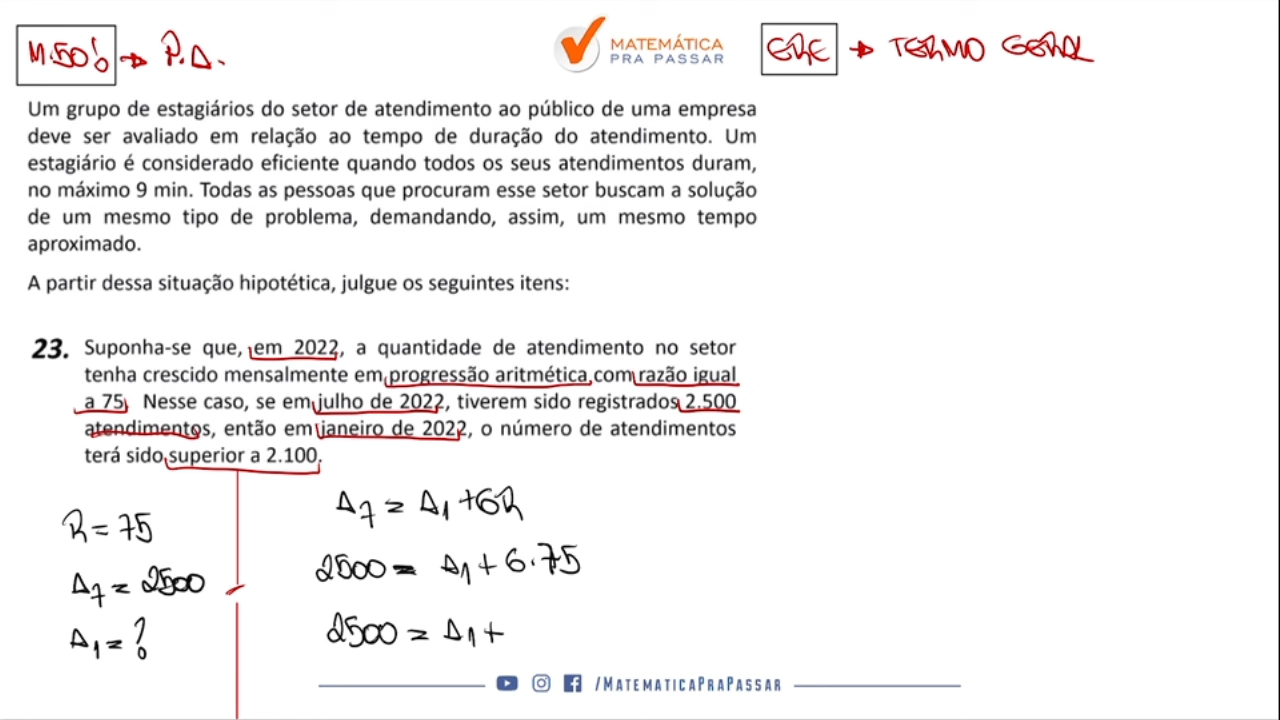 M.50! → P.A.
MATEMÁTICA
PRA PASSAR
→ TERMO GERAL
Um grupo de estagiários do setor de atendimento ao público de uma empresa
deve ser avaliado em relação ao tempo de duração do atendimento. Um
estagiário é considerado eficiente quando todos os seus atendimentos duram,
no máximo 9 min. Todas as pessoas que procuram esse setor buscam a solução
de um mesmo tipo de problema, demandando, assim, um mesmo tempo
aproximado.
A partir dessa situação hipotética, julgue os seguintes itens:
23. Suponha-se que, em 2022, a quantidade de atendimento no setor
tenha crescido mensalmente em progressão aritmética com razão igual
a 75. Nesse caso, se em julho de 2022, tiverem sido registrados 2.500
atendimentos, então em janeiro de 2022, o número de atendimentos
terá sido superior a 2.100.
R = 75
A7 = 2500
A1 = ?
A7 = A1 + 6R
2500 = A1 + 6.75
2500 = A1 +
/MATEMATICAPRAPASSAR